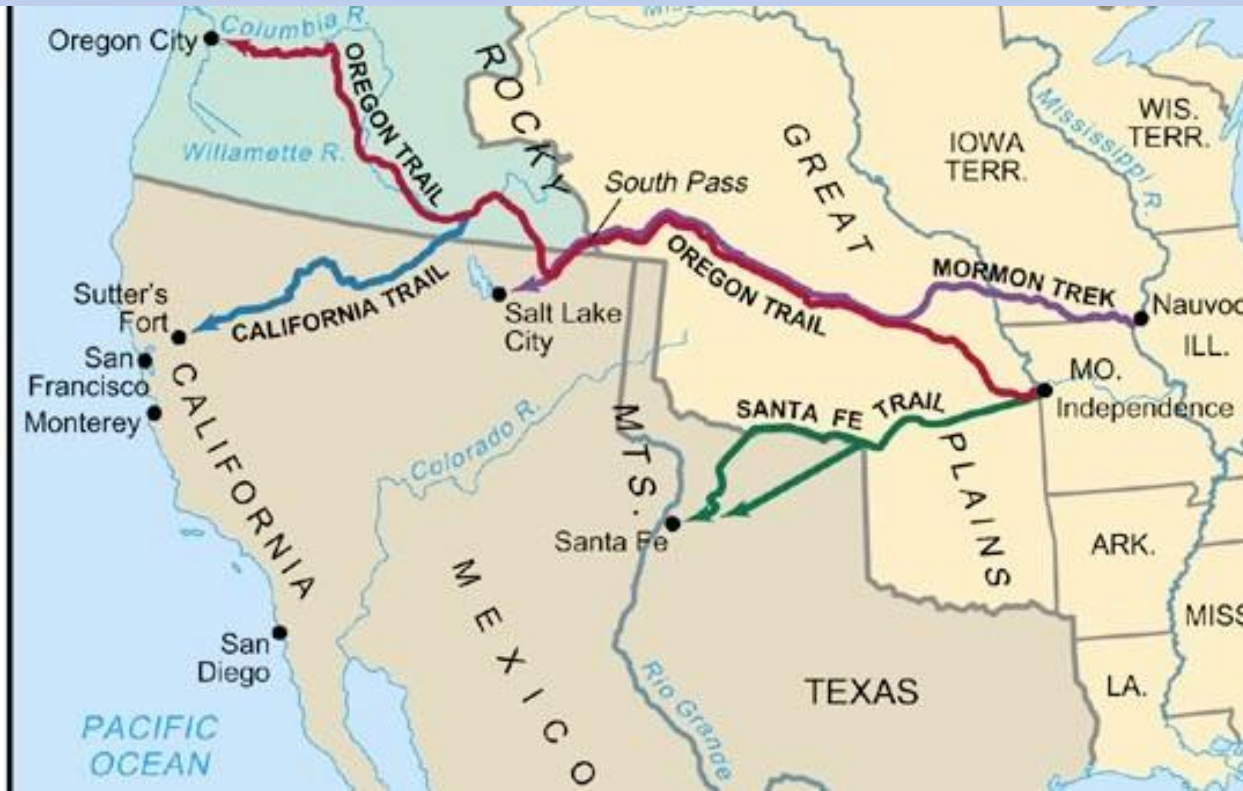 Columbia R.
Oregon City
OREGON TRAIL
Willamette R.
ROCKY
MTS.
South Pass
GREAT
PLAINS
IOWA
TERR.
WIS.
TERR.
Mississippi R.
OREGON TRAIL
MORMON TREK
Nauvoo
ILL.
Sutter's
Fort
CALIFORNIA TRAIL
Salt Lake
City
San
Francisco
Monterey
CALIFORNIA
Colorado R.
SANTA FE TRAIL
MO.
Independence
Santa Fe
ARK.
MISS
MEXICO
San
Diego
Rio Grande
TEXAS
LA.
PACIFIC
OCEAN